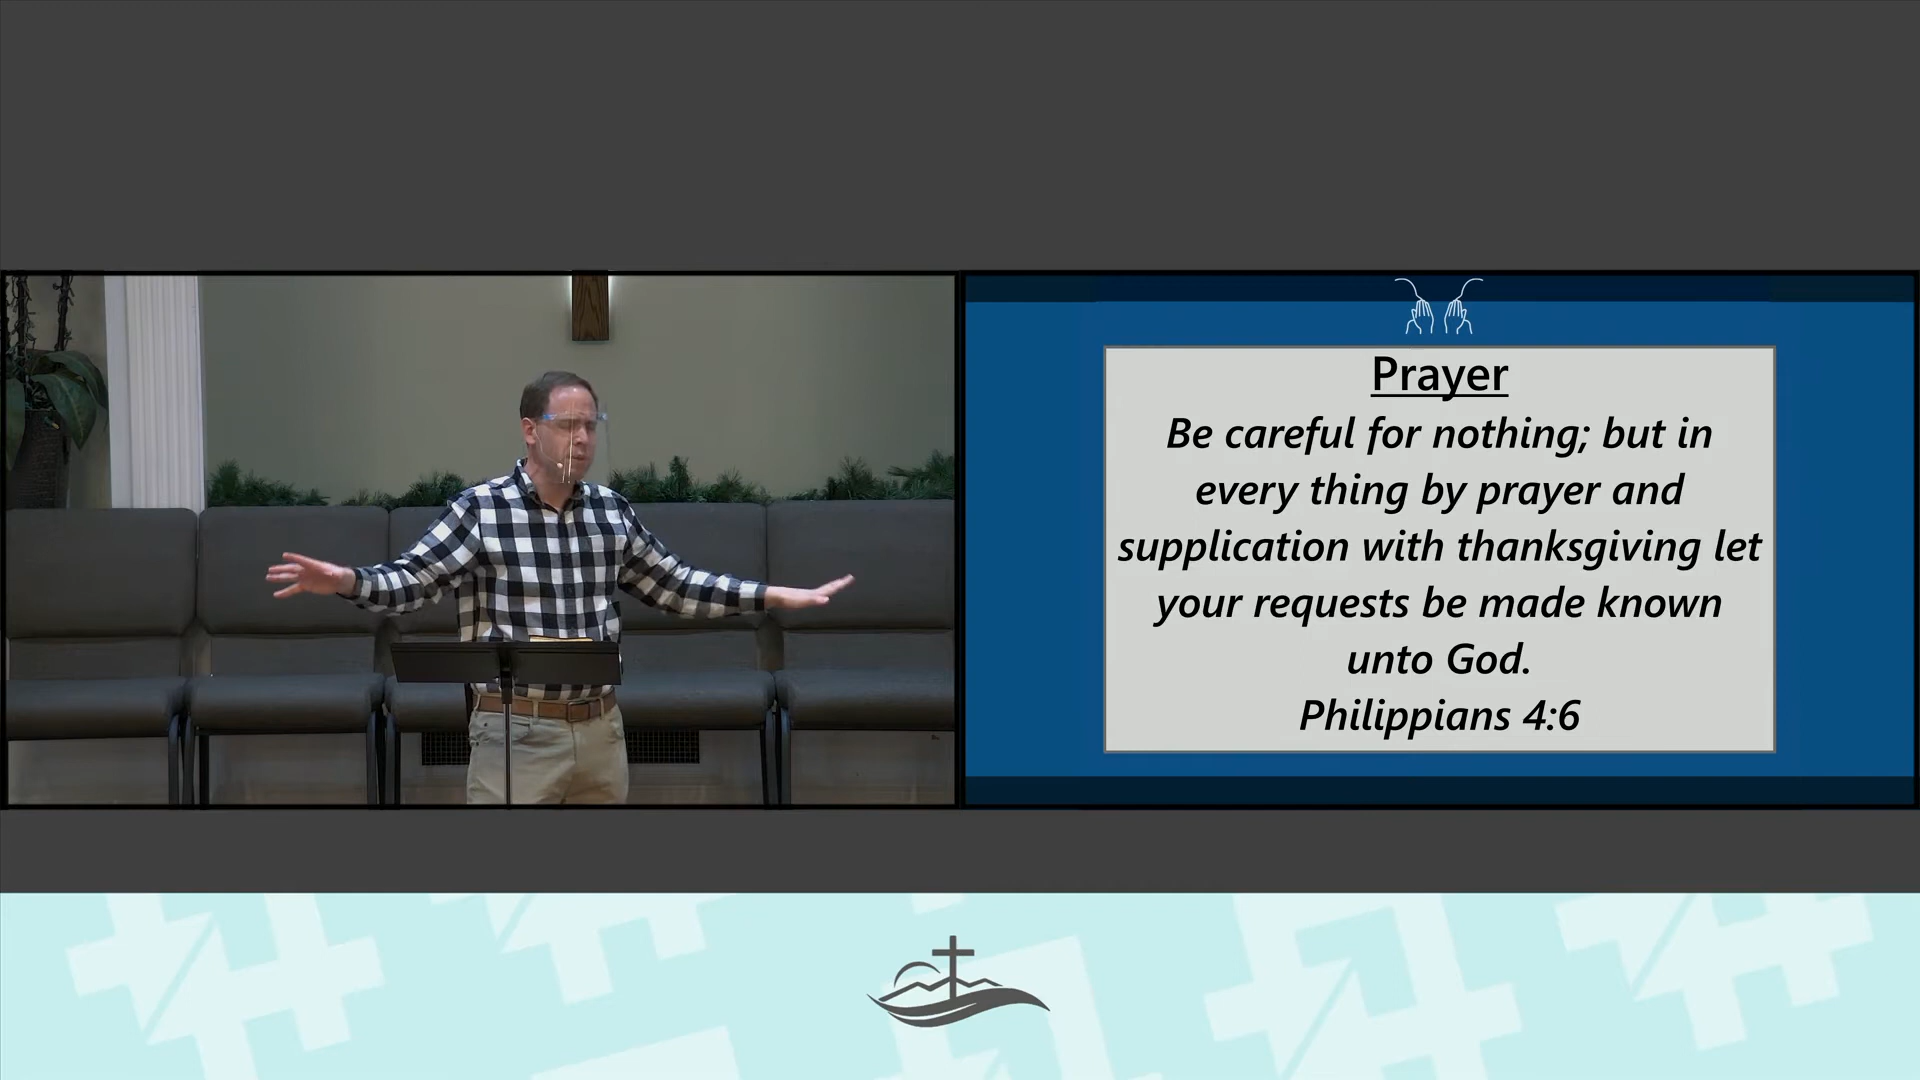 Prayer
Be careful for nothing; but in
every thing by prayer and
supplication with thanksgiving let
your requests be made known
unto God.
Philippians 4:6